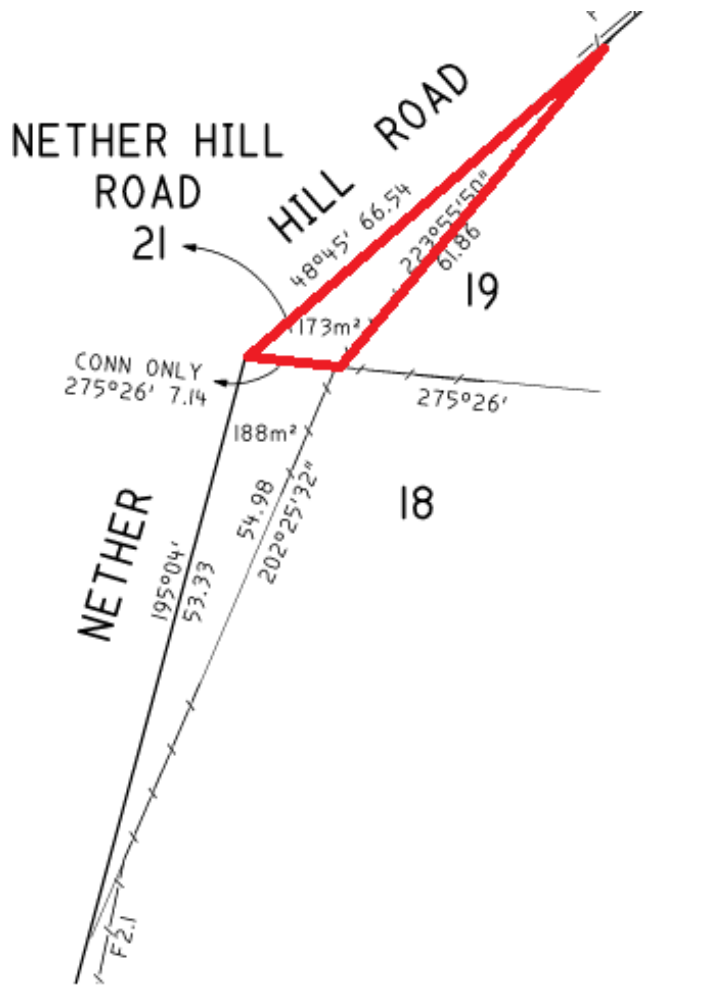 NETHER HILL
ROAD
21
HILL ROAD
48°45' 66.54
223°55'50"
61.86
19
173m²
CONN ONLY
275°26' 7.14
275°26'
188m²
18
54.98
202°25'32"
NETHER
195°04'
53.33
F2.1